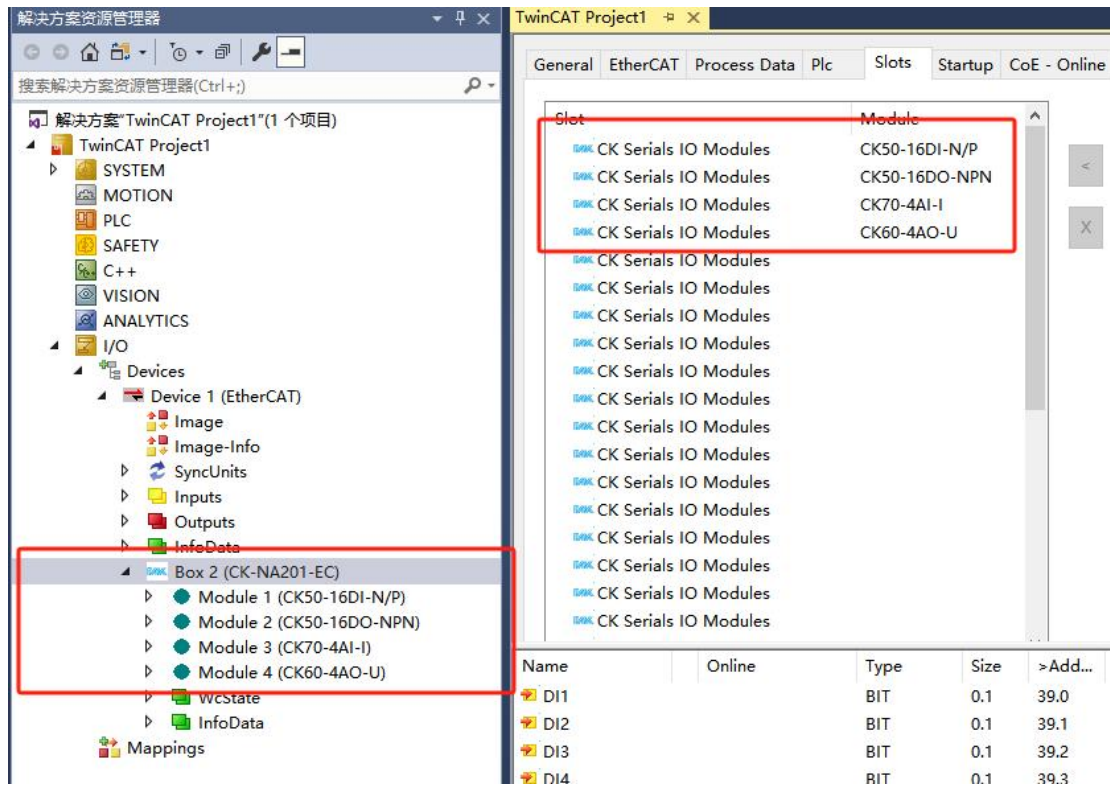 解决方案资源管理器
搜索解决方案资源管理器(Ctrl+;)
解决方案"TwinCAT Project1"(1 个项目)
TwinCAT Project1
SYSTEM
MOTION
PLC
SAFETY
C++
VISION
ANALYTICS
I/O
Devices
Device 1 (EtherCAT)
Image
Image-Info
SyncUnits
Inputs
Outputs
InfoData
Box 2 (CK-NA201-EC)
Module 1 (CK50-16DI-N/P)
Module 2 (CK50-16DO-NPN)
Module 3 (CK70-4AI-I)
Module 4 (CK60-4AO-U)
WcState
InfoData
Mappings
TwinCAT Project1
General EtherCAT Process Data Plc Slots Startup CoE - Online
Slot Module
CK Serials IO Modules CK50-16DI-N/P
CK Serials IO Modules CK50-16DO-NPN
CK Serials IO Modules CK70-4AI-I
CK Serials IO Modules CK60-4AO-U
CK Serials IO Modules
CK Serials IO Modules
CK Serials IO Modules
CK Serials IO Modules
CK Serials IO Modules
CK Serials IO Modules
CK Serials IO Modules
CK Serials IO Modules
CK Serials IO Modules
CK Serials IO Modules
CK Serials IO Modules
CK Serials IO Modules
CK Serials IO Modules
CK Serials IO Modules
<
X
Name Online Type Size >Add...
DI1 BIT 0.1 39.0
DI2 BIT 0.1 39.1
DI3 BIT 0.1 39.2
DI4 BIT 0.1 39.3